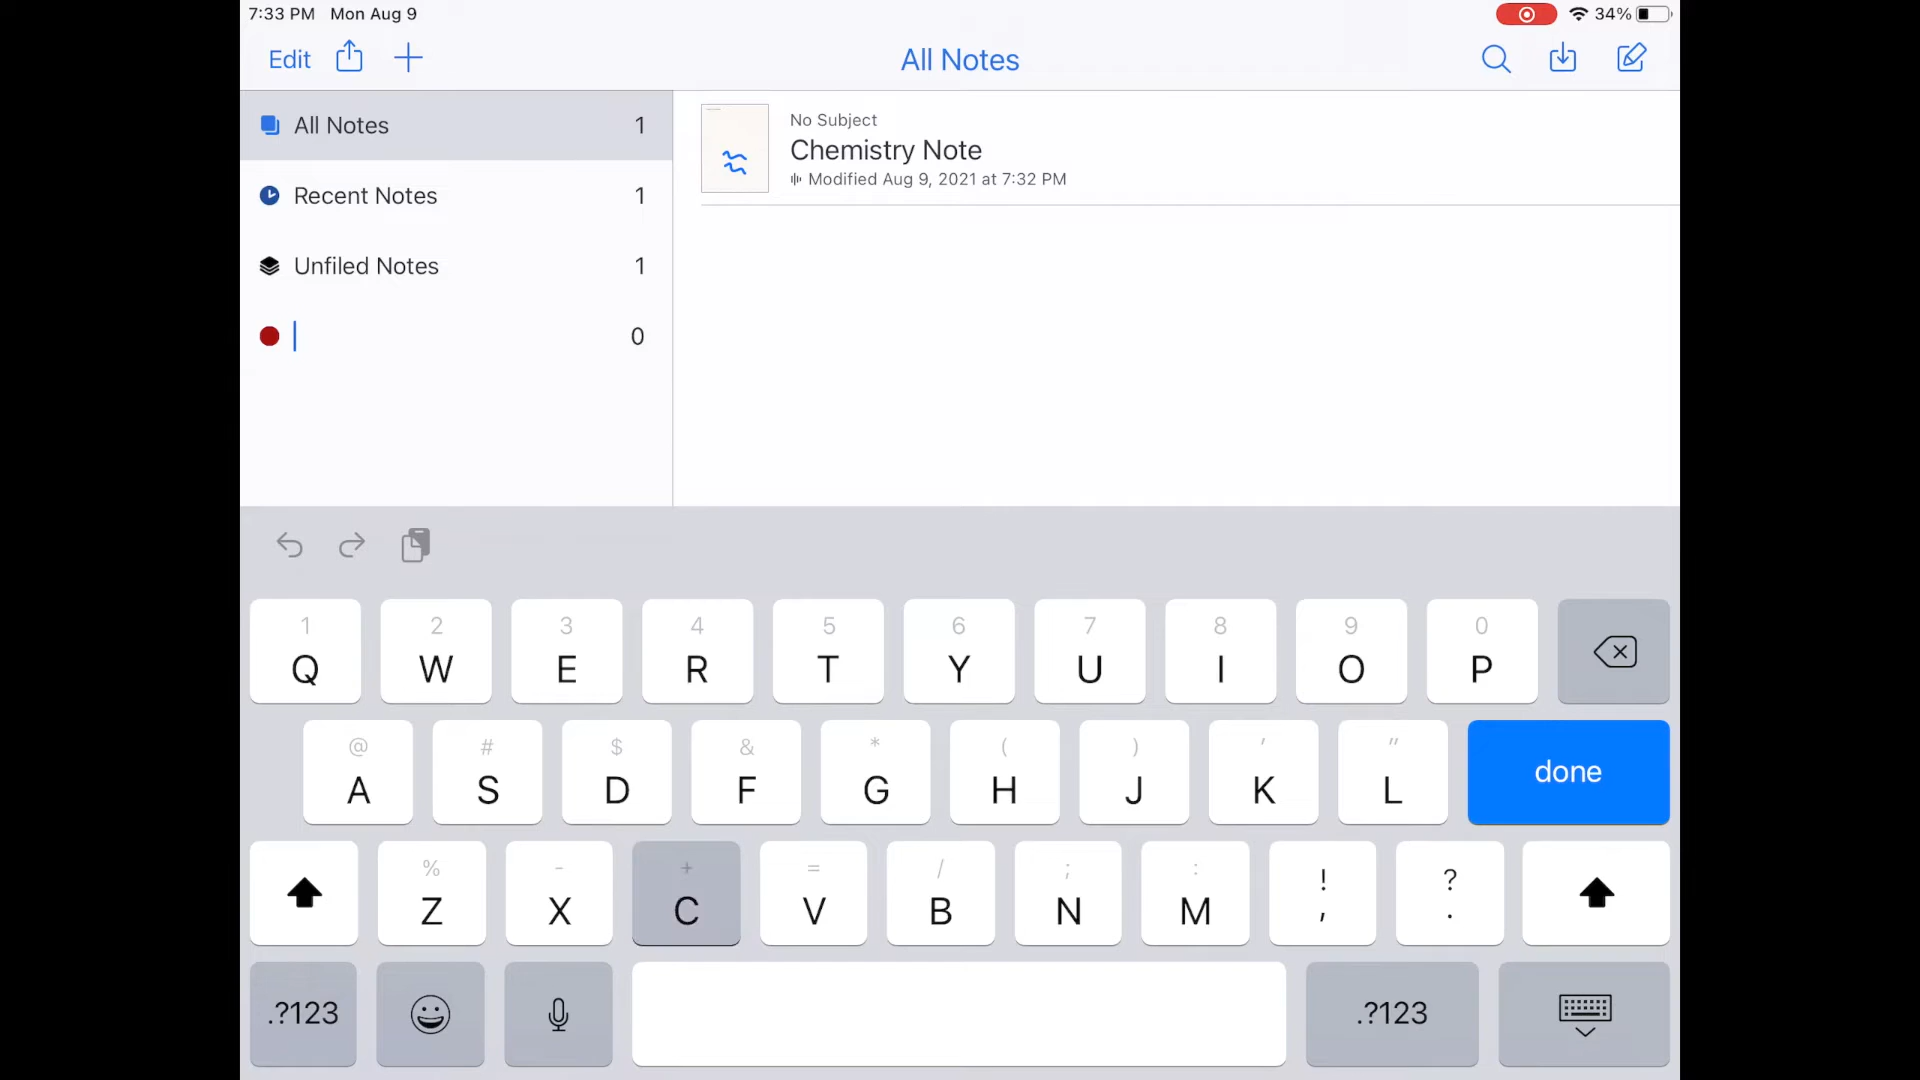 7:33 PM Mon Aug 9 34%
Edit All Notes
All Notes 1
Recent Notes 1
Unfiled Notes 1
0
No Subject
Chemistry Note
Modified Aug 9, 2021 at 7:32 PM
1 2 3 4 5 6 7 8 9 0
Q W E R T Y U I O P
@ # $ & * ( ) ' "
A S D F G H J K L done
% - + = / ; : ! ?
Z X C V B N M , .
.?123 .?123